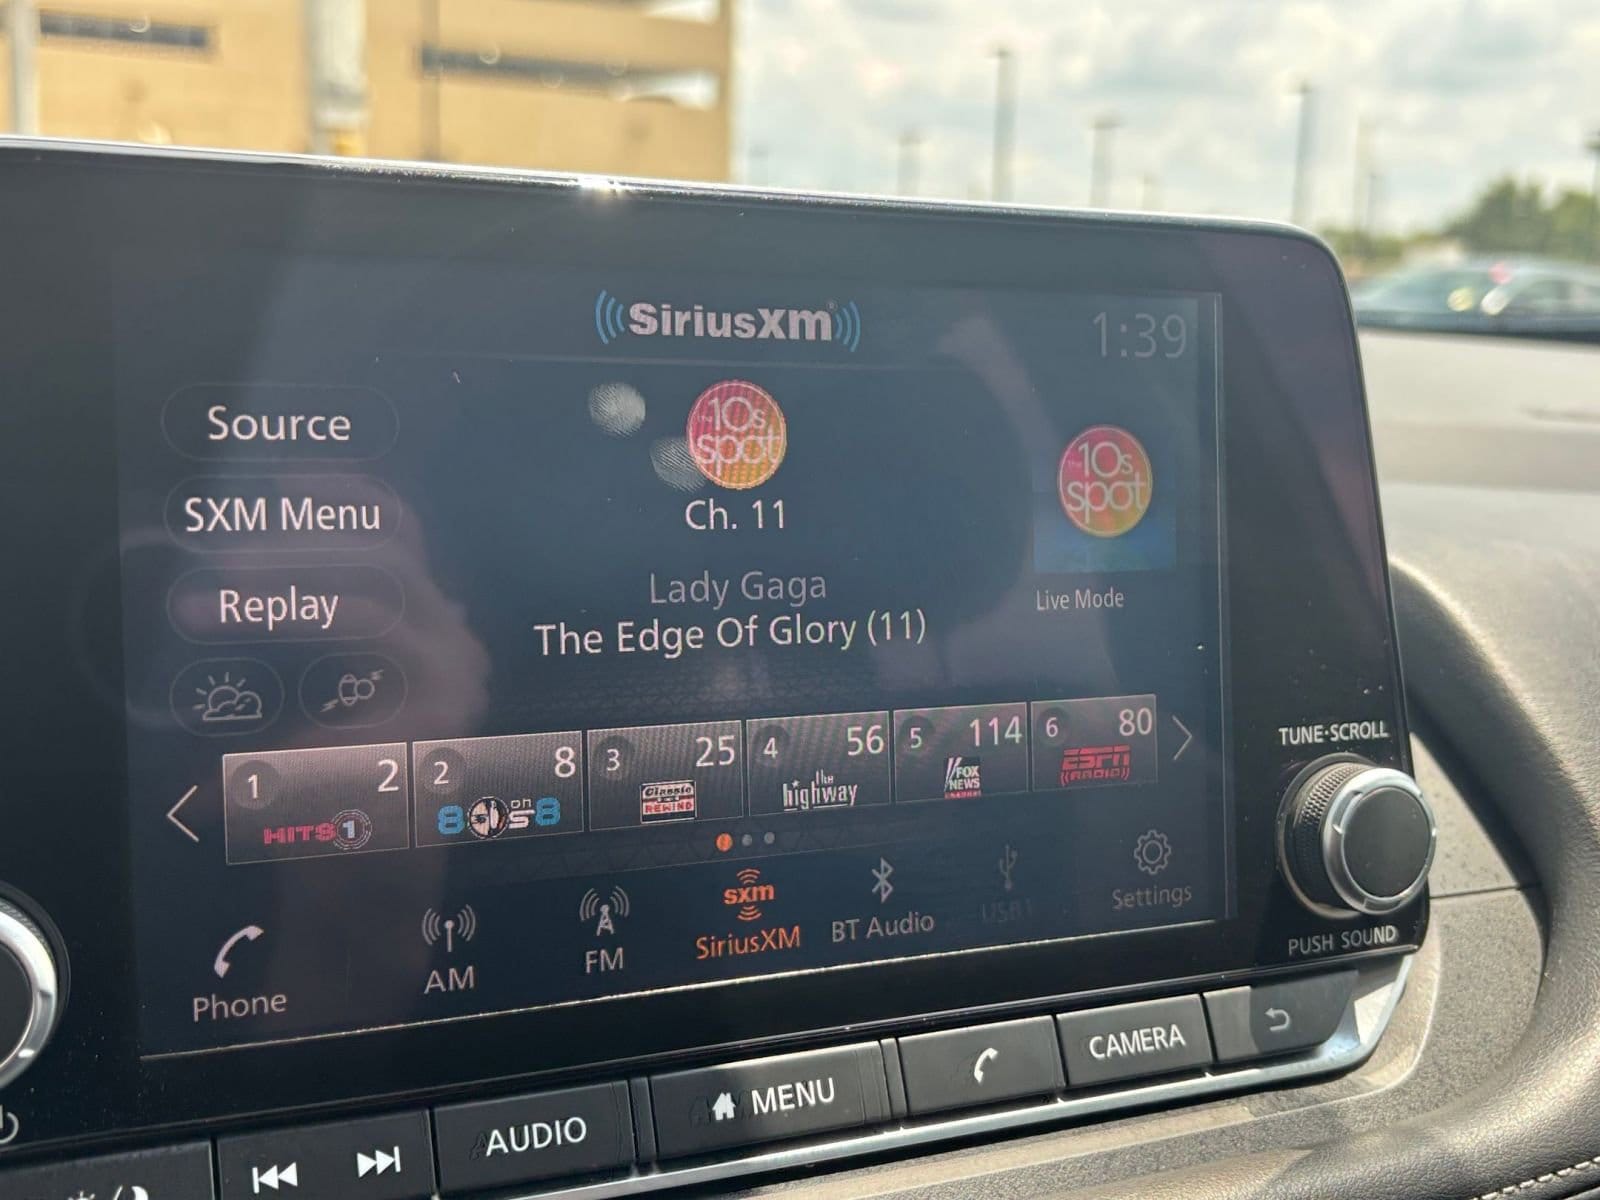 SiriusXM
1:39
Source
The 10s spot
SXM Menu
Ch. 11
The 10s spot
Replay
Lady Gaga
The Edge Of Glory (11)
Live Mode
1 2 HITS 1
2 8 80s on 8
3 25 Classic REWIND
4 56 the highway
5 114 FOX NEWS CHANNEL
6 80 ESPN RADIO
Phone
AM
FM
sxm
SiriusXM
BT Audio
USB1
Settings
TUNE·SCROLL
PUSH SOUND
AUDIO
MENU
CAMERA